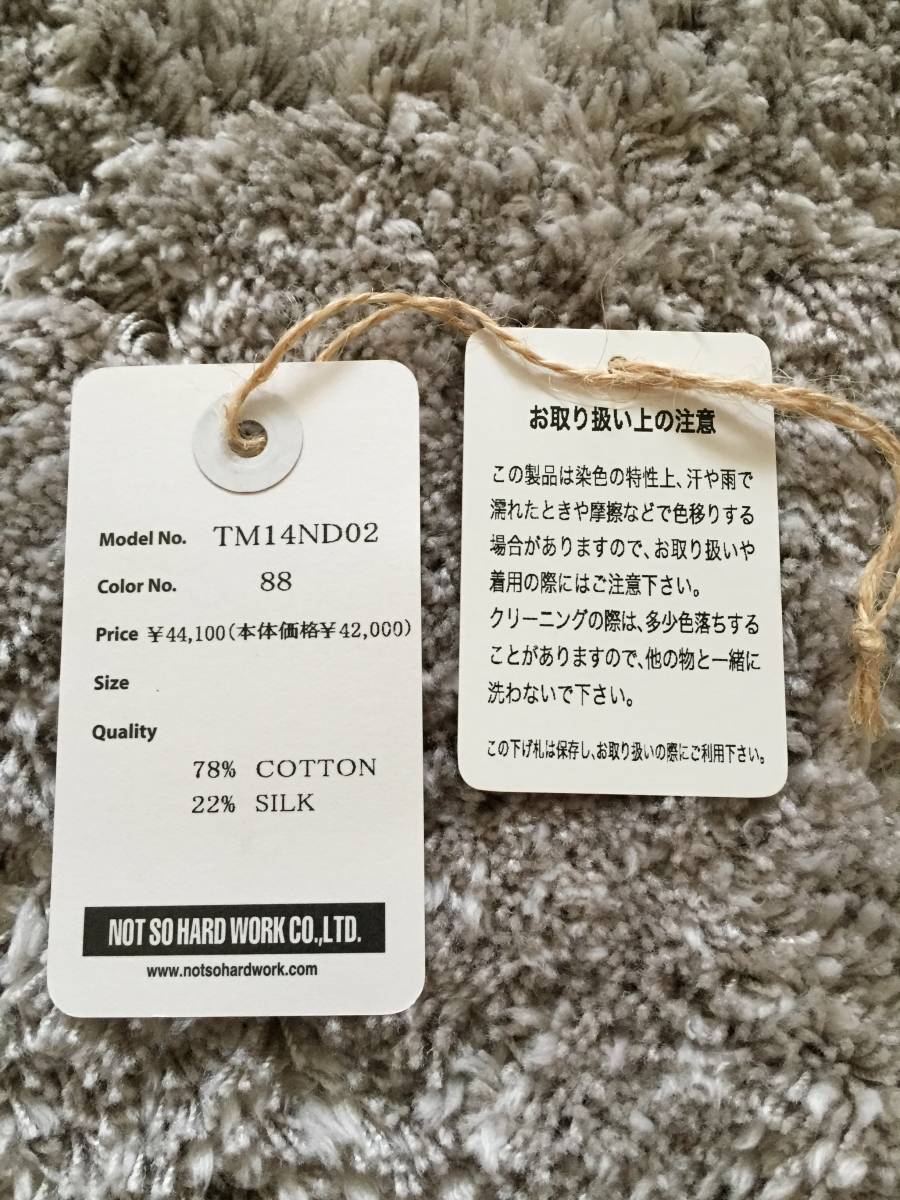 Model No. TM14ND02
Color No. 88
Price ¥44,100(本体価格¥42,000)
Size
Quality
78% COTTON
22% SILK
NOT SO HARD WORK CO.,LTD.
www.notsohardwork.com
お取り扱い上の注意
この製品は染色の特性上、汗や雨で
濡れたときや摩擦などで色移りする
場合がありますので、お取り扱いや
着用の際にはご注意下さい。
クリーニングの際は、多少色落ちする
ことがありますので、他の物と一緒に
洗わないで下さい。
この下げ札は保存し、お取り扱いの際にご利用下さい。